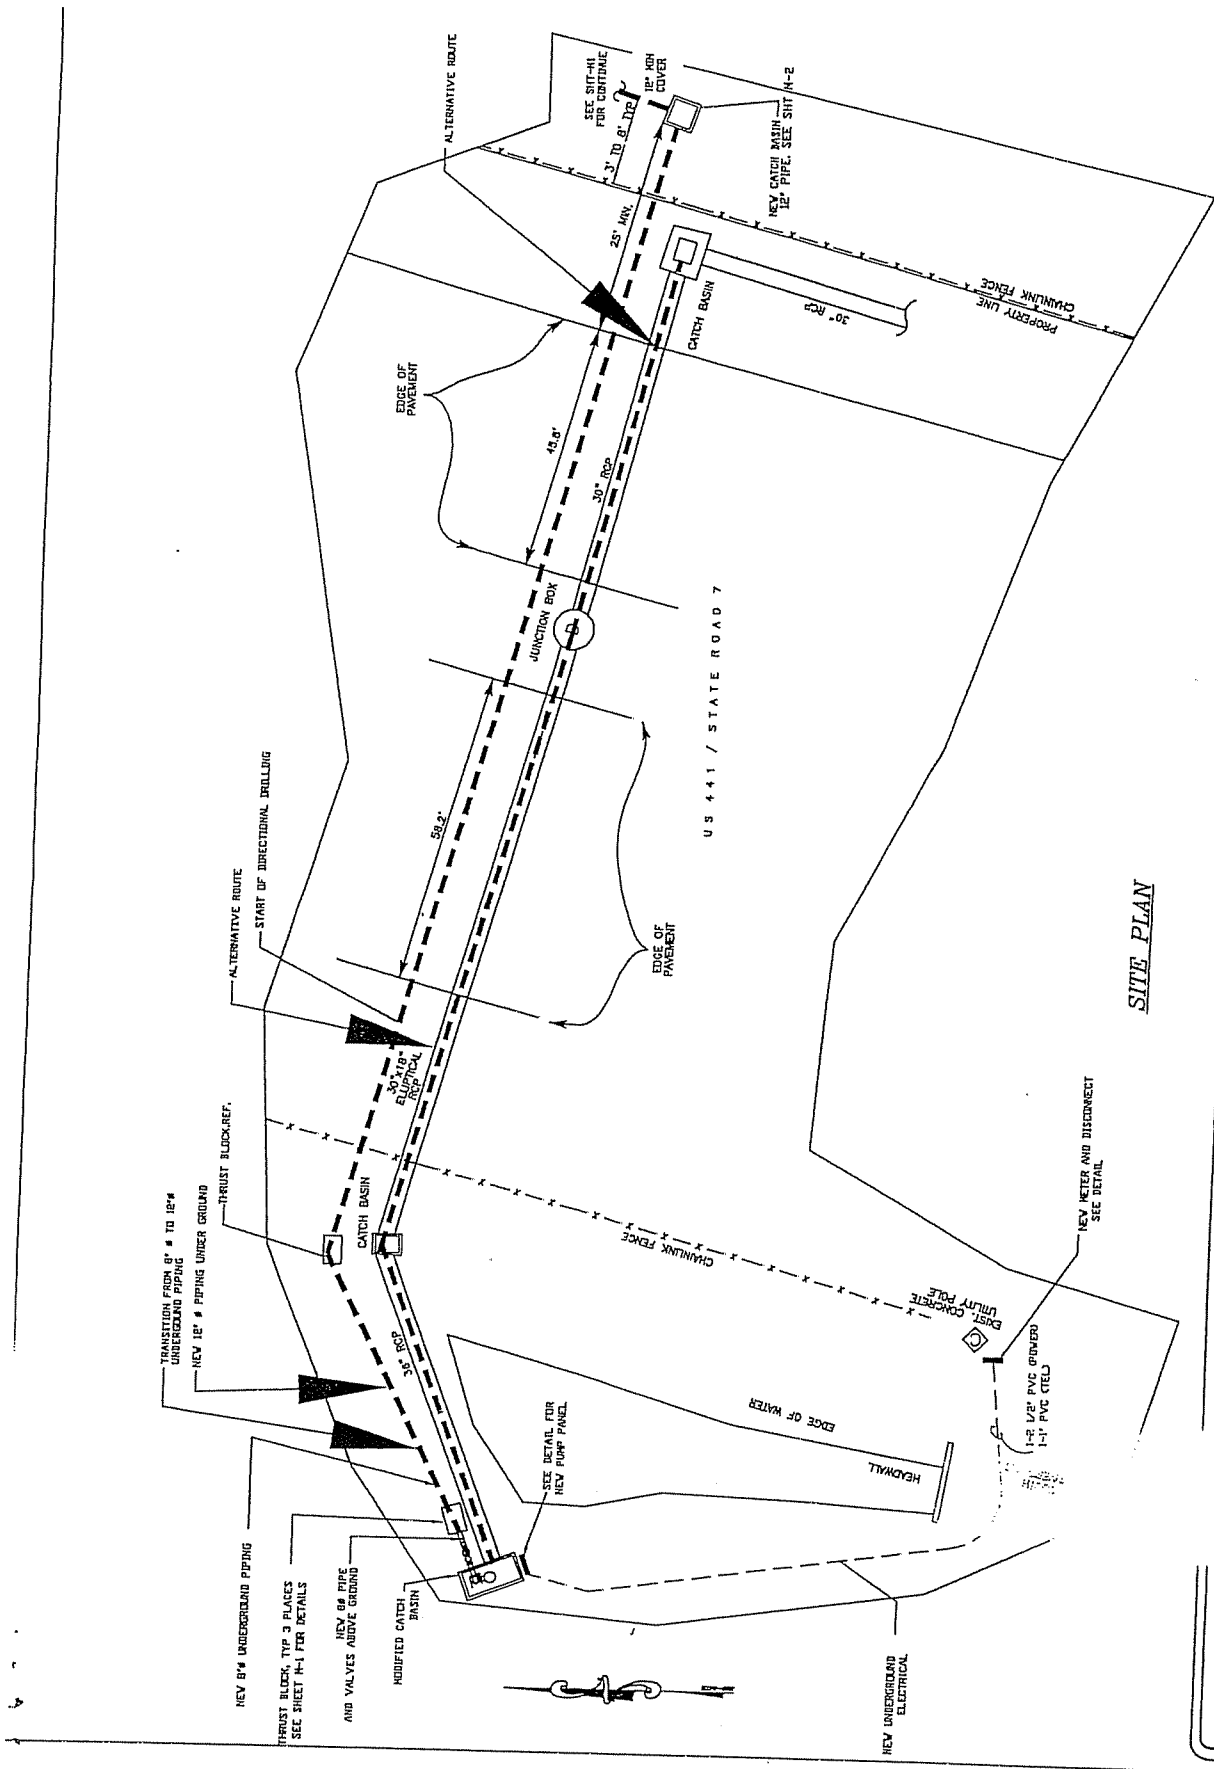 ALTERNATIVE ROUTE
SEE SHT-M1
FOR CONTINUE
12" MIN
COVER
3' TO 8' TYP
25' MIN.
NEW CATCH BASIN
12" PIPE. SEE SHT M-2
CHAINLINK FENCE
PROPERTY LINE
30" RCP
CATCH BASIN
EDGE OF
PAVEMENT
45.8'
30" RCP
JUNCTION BOX
US 441 / STATE ROAD 7
58.2'
EDGE OF
PAVEMENT
START OF DIRECTIONAL DRILLING
ALTERNATIVE ROUTE
30"X18"
ELLIPTICAL
RCP
THRUST BLOCK,REF.
CATCH BASIN
TRANSITION FROM 8" ø TO 12"ø
UNDERGOUND PIPING
NEW 12" ø PIPING UNDER GROUND
36" RCP
CHAINLINK FENCE
EXIST. CONCRETE
UTILITY POLE
NEW METER AND DISCONNECT
SEE DETAIL
1-2 1/2" PVC (POWER)
1-1" PVC (TEL)
EDGE OF WATER
HEADWALL
SEE DETAIL FOR
NEW PUMP PANEL
NEW 8"ø UNDERGROUND PIPING
THRUST BLOCK, TYP 3 PLACES
SEE SHEET M-1 FOR DETAILS
NEW 8ø PIPE
AND VALVES ABOVE GROUND
MODIFIED CATCH
BASIN
NEW UNDERGROUND
ELECTRICAL
SITE PLAN